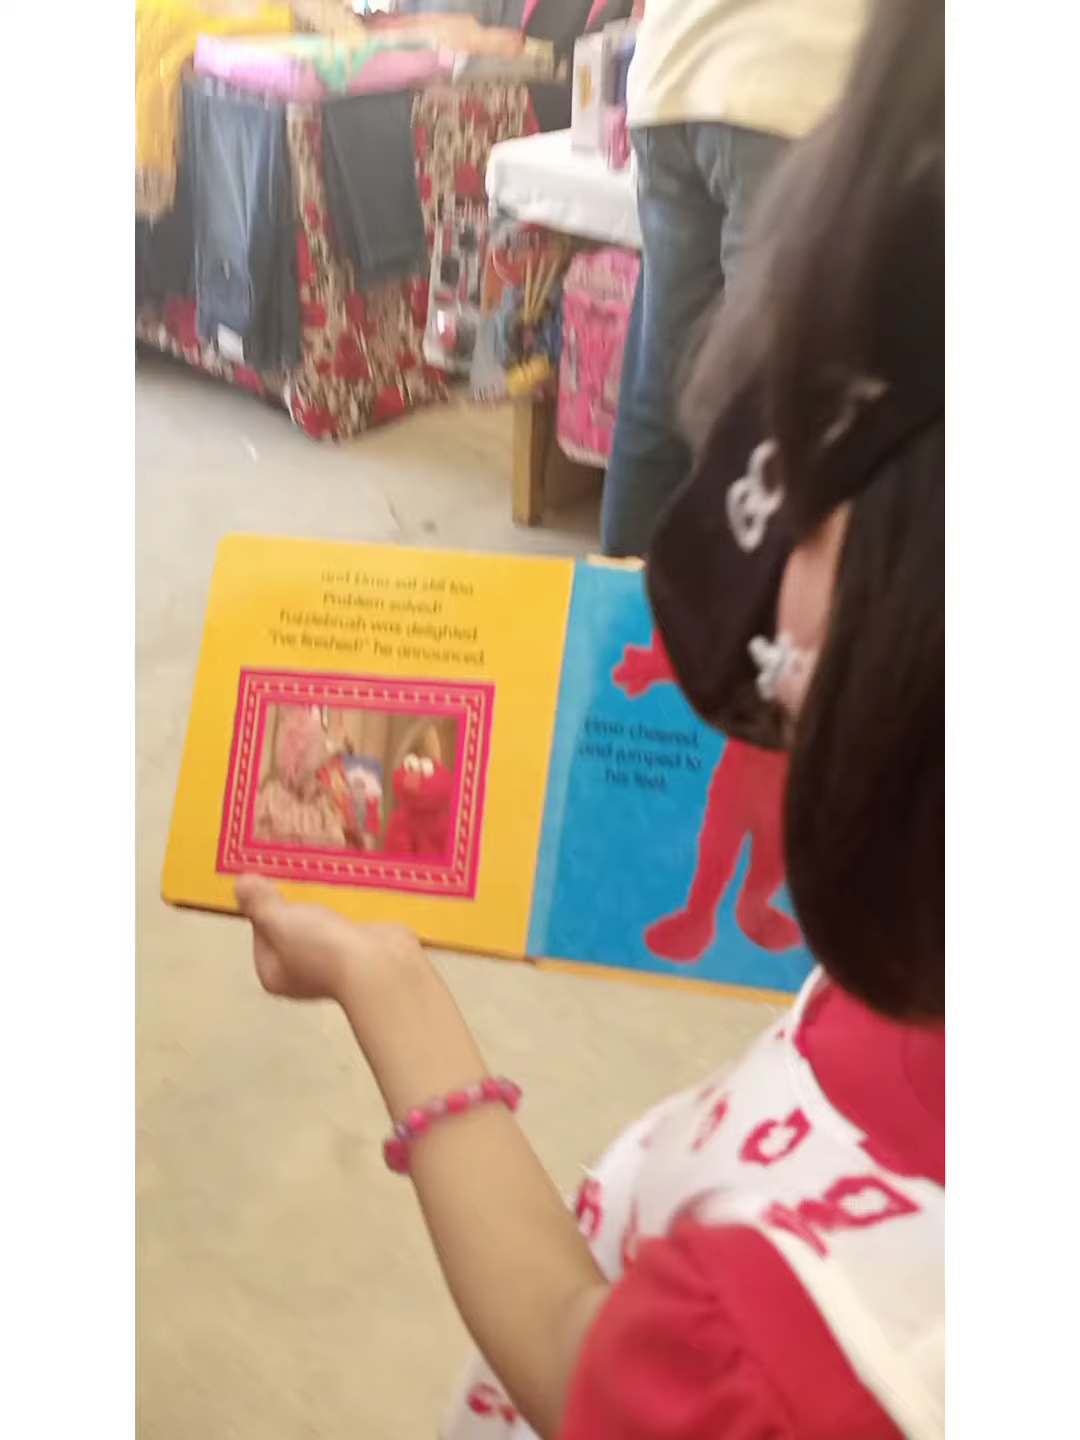 and Elmo sat still too.
Problem solved!
Fuzzlebrush was delighted.
"I've finished!" he announced.
Elmo cheered
and jumped to
his feet.